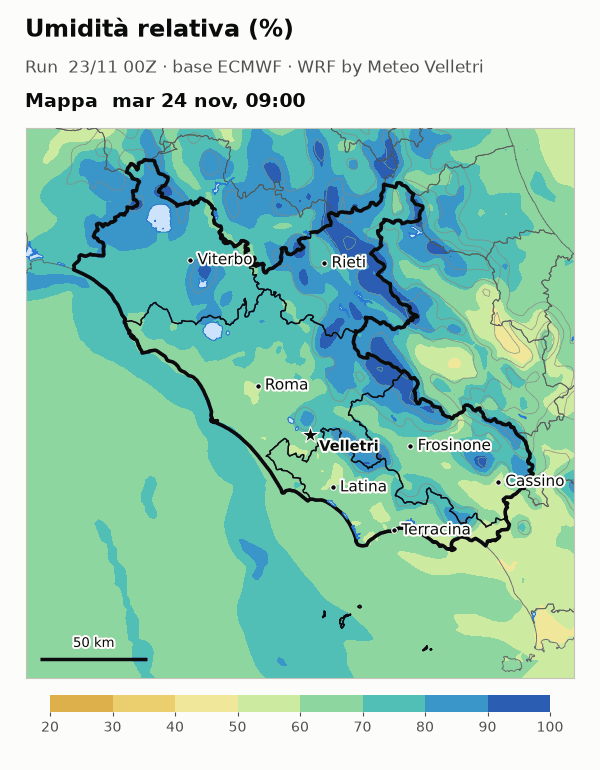 Umidità relativa (%)
Run  23/11 00Z · base ECMWF · WRF by Meteo Velletri
Mappa  mar 24 nov, 09:00
Viterbo
Rieti
Roma
Velletri
Frosinone
Latina
Cassino
Terracina
50 km
20 30 40 50 60 70 80 90 100